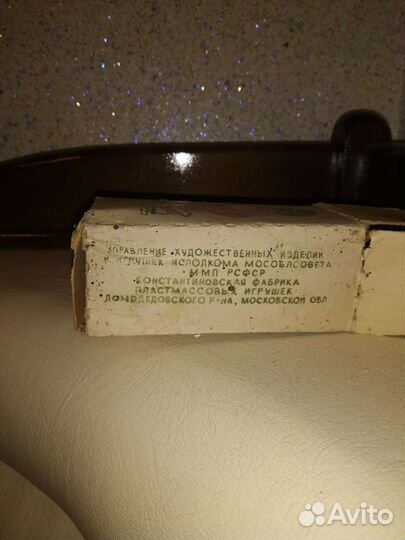 УПРАВЛЕНИЕ ХУДОЖЕСТВЕННЫХ ИЗДЕЛИЙ
И ИГРУШЕК ИСПОЛКОМА МОСОБЛСОВЕТА
ММП РСФСР
КОНСТАНТИНОВСКАЯ ФАБРИКА
ПЛАСТМАССОВЫХ ИГРУШЕК
ДОМОДЕДОВСКОГО Р-НА, МОСКОВСКОЙ ОБЛ
Avito